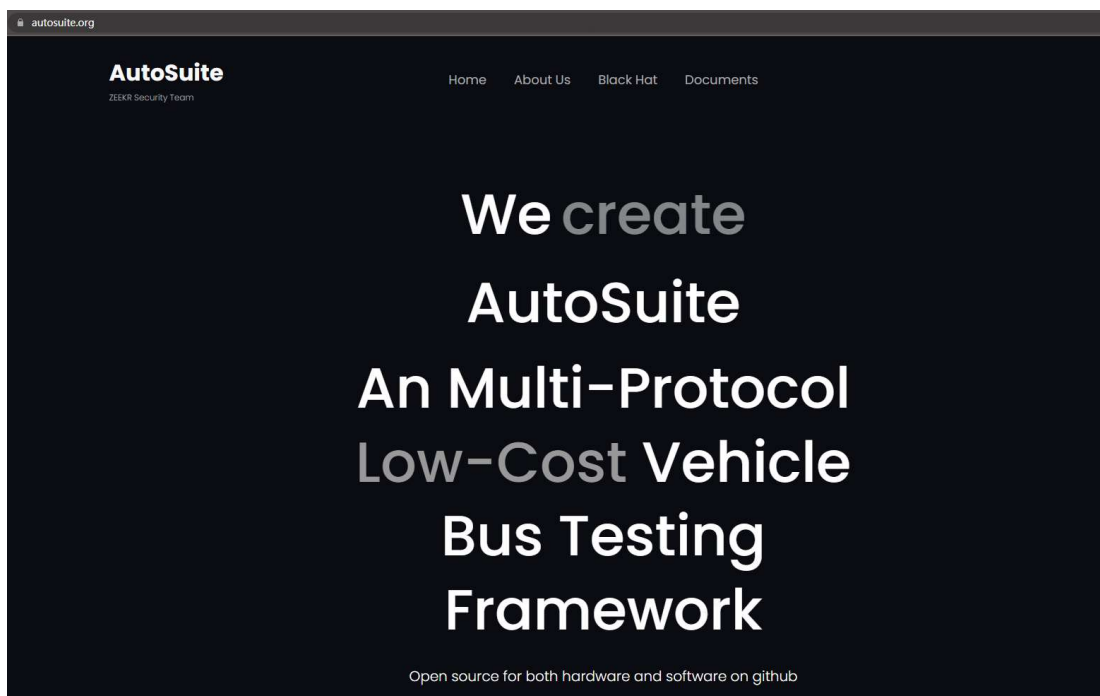 autosuite.org
AutoSuite
ZEEKR Security Team
Home About Us Black Hat Documents
We create
AutoSuite
An Multi-Protocol
Low-Cost Vehicle
Bus Testing
Framework
Open source for both hardware and software on github